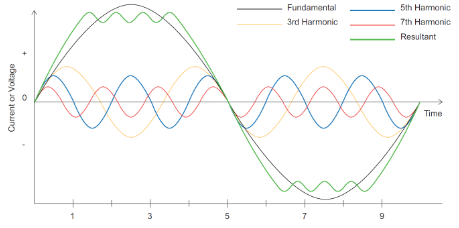 Fundamental
3rd Harmonic
5th Harmonic
7th Harmonic
Resultant
Current or Voltage
+
0
-
Time
1 3 5 7 9